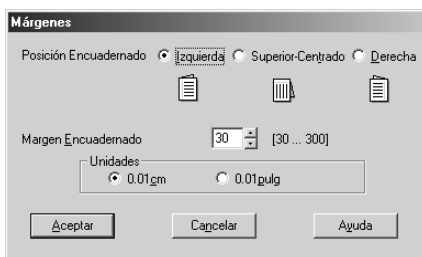 Márgenes
Posición Encuadernado Izquierda Superior-Centrado Derecha
Margen Encuadernado 30 [30 ... 300]
Unidades
0.01cm 0.01pulg
Aceptar Cancelar Ayuda